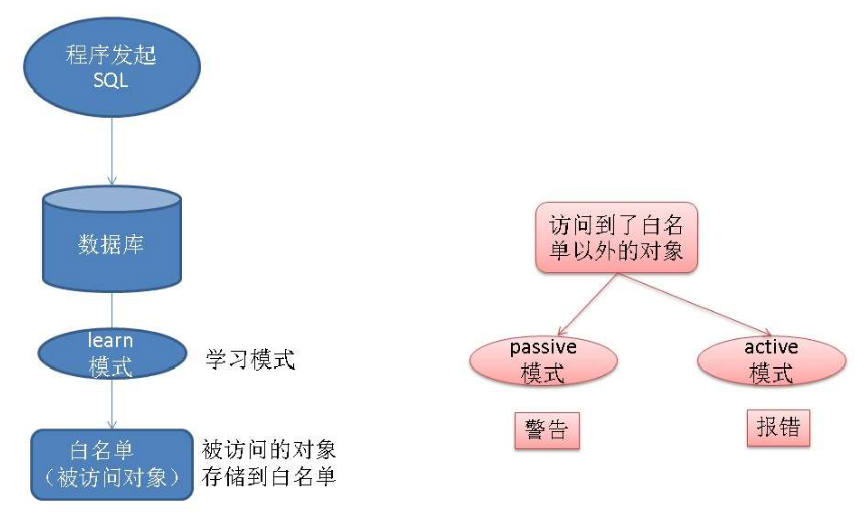 程序发起
SQL
数据库
learn
模式
学习模式
白名单
（被访问对象）
被访问的对象
存储到白名单
访问到了白名
单以外的对象
passive
模式
active
模式
警告
报错